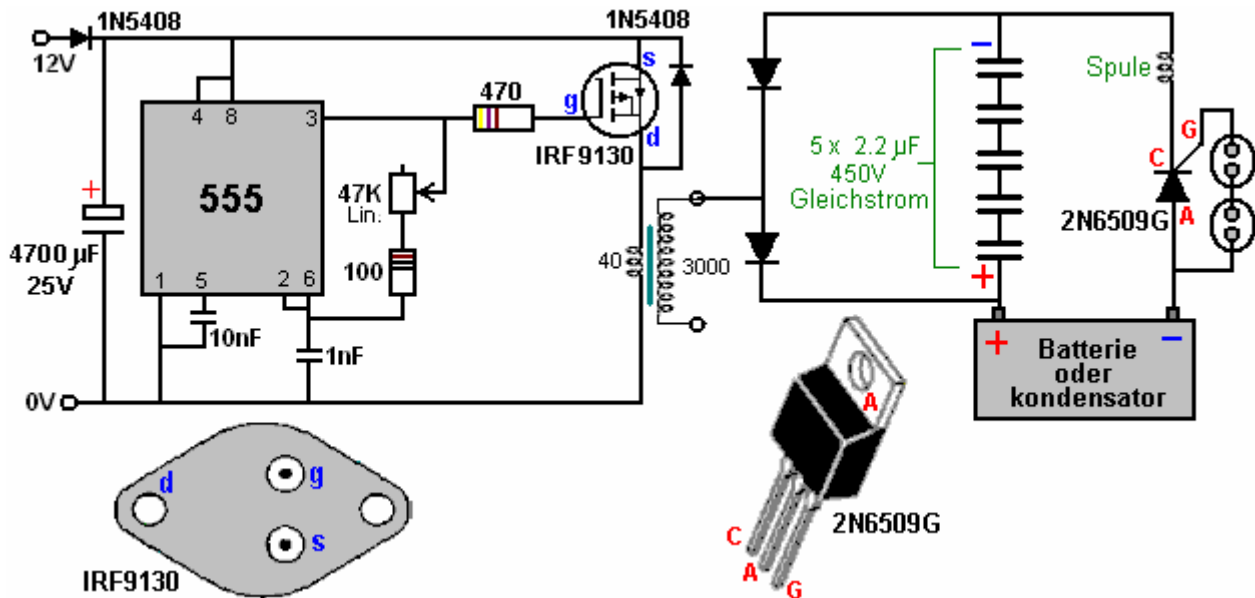 1N5408
12V
4 8 3
555
1 5 2 6
4700 µF
25V
+
10nF
1nF
0V
47K
Lin.
100
470
g
s
d
IRF9130
1N5408
40
3000
−
5 x 2.2 µF
450V
Gleichstrom
+
Spule
G
C
A
2N6509G
+ −
Batterie
oder
kondensator
d
g
s
IRF9130
A
2N6509G
C
A
G